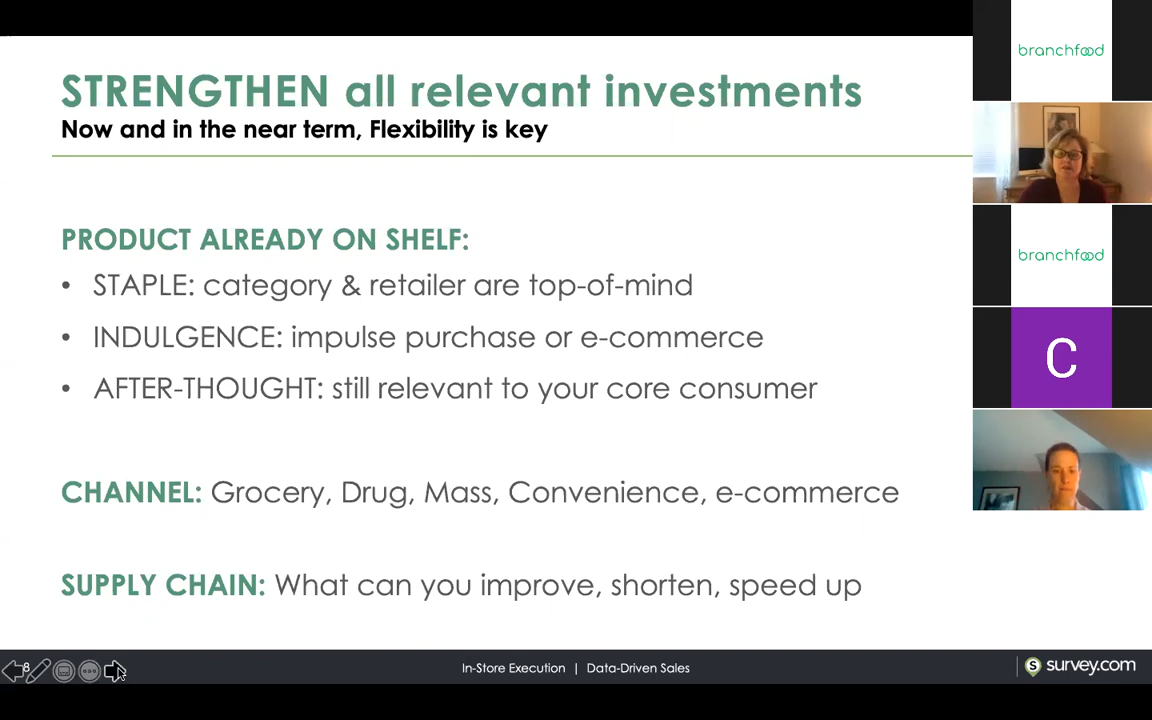 STRENGTHEN all relevant investments
Now and in the near term, Flexibility is key
PRODUCT ALREADY ON SHELF:
• STAPLE: category & retailer are top-of-mind
• INDULGENCE: impulse purchase or e-commerce
• AFTER-THOUGHT: still relevant to your core consumer
CHANNEL: Grocery, Drug, Mass, Convenience, e-commerce
SUPPLY CHAIN: What can you improve, shorten, speed up
8
In-Store Execution | Data-Driven Sales
survey.com
branchfood
branchfood
C